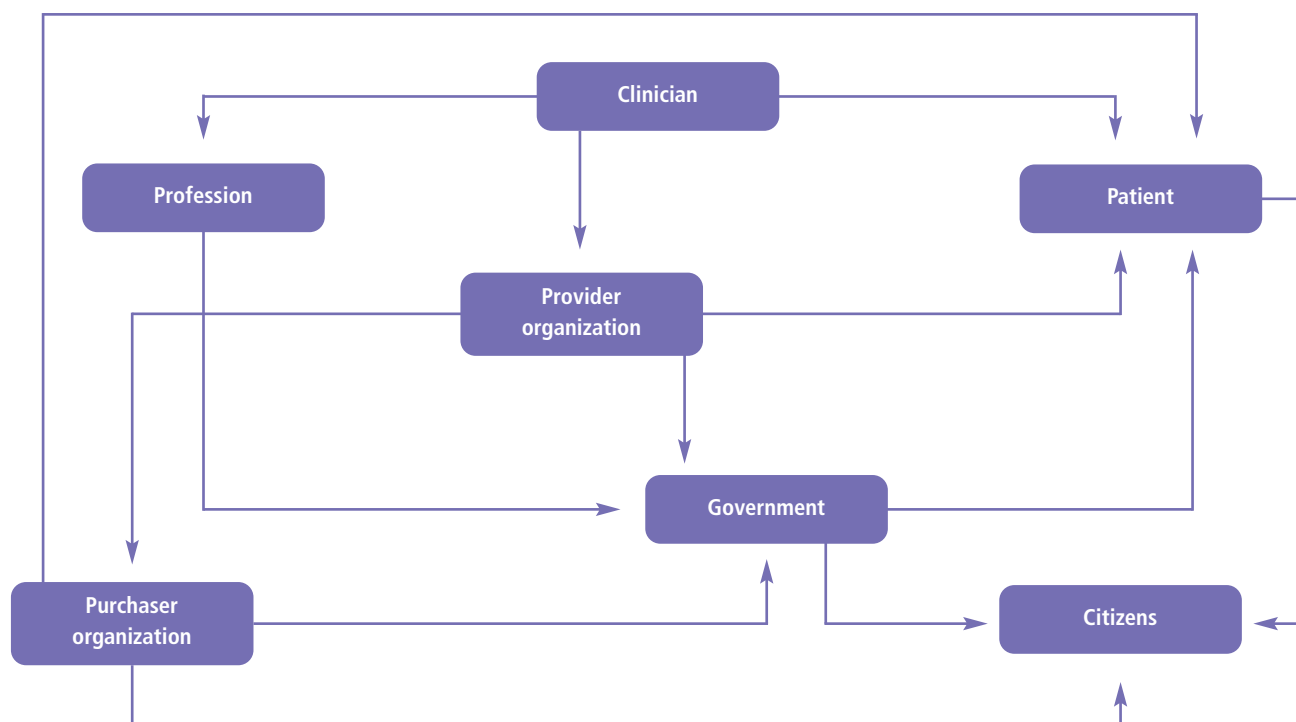 Clinician
Profession
Patient
Provider
organization
Government
Purchaser
organization
Citizens